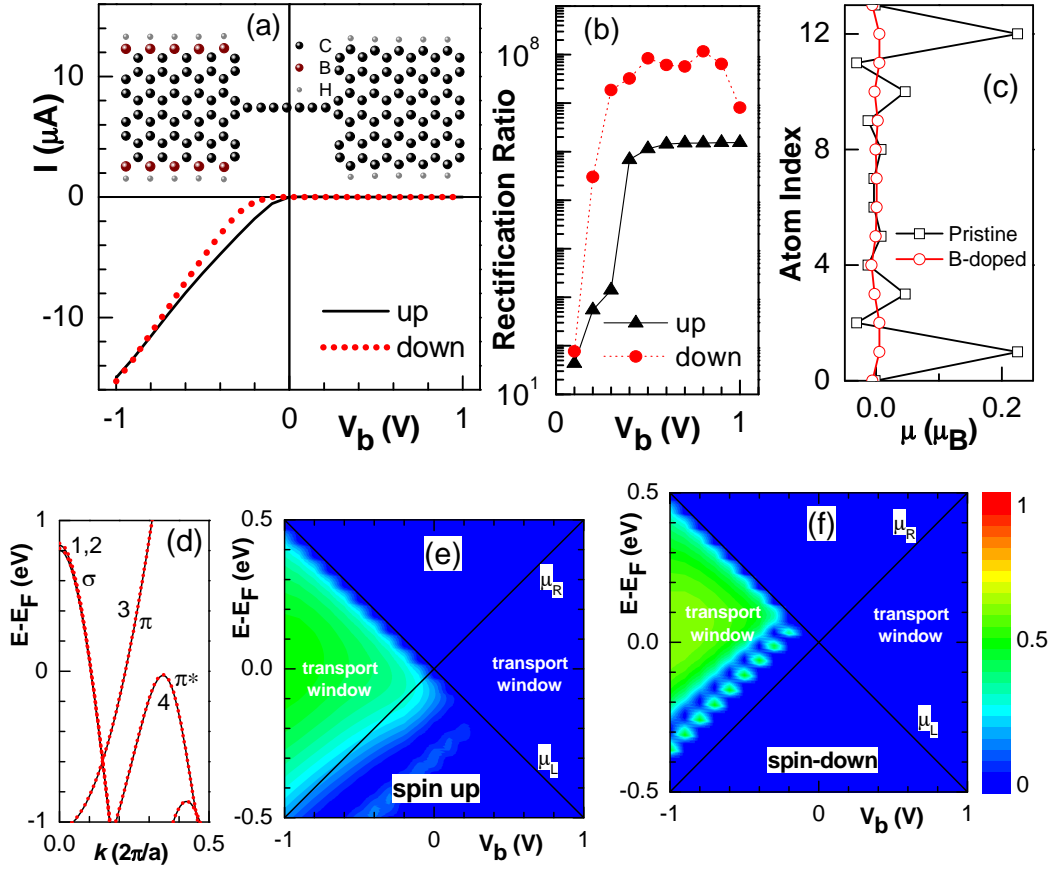 (a)
C
B
H
10
0
-10
I (μA)
-1
0
1
V_b (V)
up
down
(b)
10^8
10^1
Rectification Ratio
up
down
1
V_b (V)
(c)
12
8
4
0
Atom Index
Pristine
B-doped
0.0
0.2
μ (μ_B)
(d)
1
0
-1
E-E_F (eV)
1,2
σ
3
π
π*
4
0.0
0.5
k (2π/a)
(e)
0.5
0.0
-0.5
E-E_F (eV)
μ_R
transport
window
transport
window
μ_L
spin up
-1
0
1
V_b (V)
(f)
0.5
0.0
-0.5
E-E_F (eV)
μ_R
transport
window
transport
window
μ_L
spin-down
-1
0
1
V_b (V)
1
0.5
0